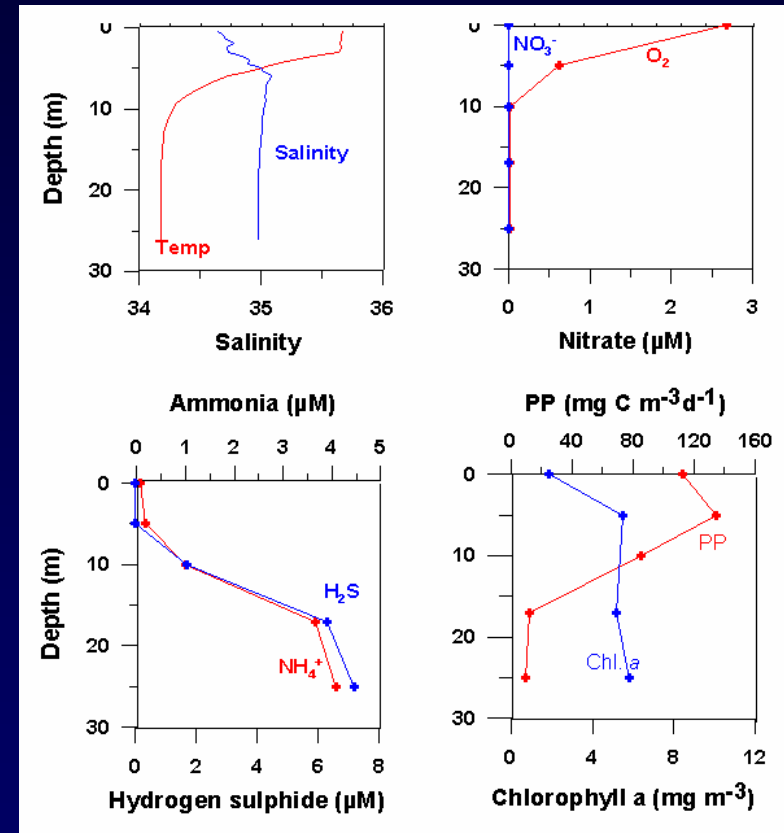 0
10
20
30
Depth (m)
Salinity
Temp
34
35
36
Salinity
0
10
20
30
NO₃⁻
O₂
0
1
2
3
Nitrate (µM)
Ammonia (µM)
0
1
2
3
4
5
0
10
20
30
Depth (m)
H₂S
NH₄⁺
0
2
4
6
8
Hydrogen sulphide (µM)
PP (mg C m⁻³d⁻¹)
0
40
80
120
160
0
10
20
30
PP
Chl. a
0
4
8
12
Chlorophyll a (mg m⁻³)